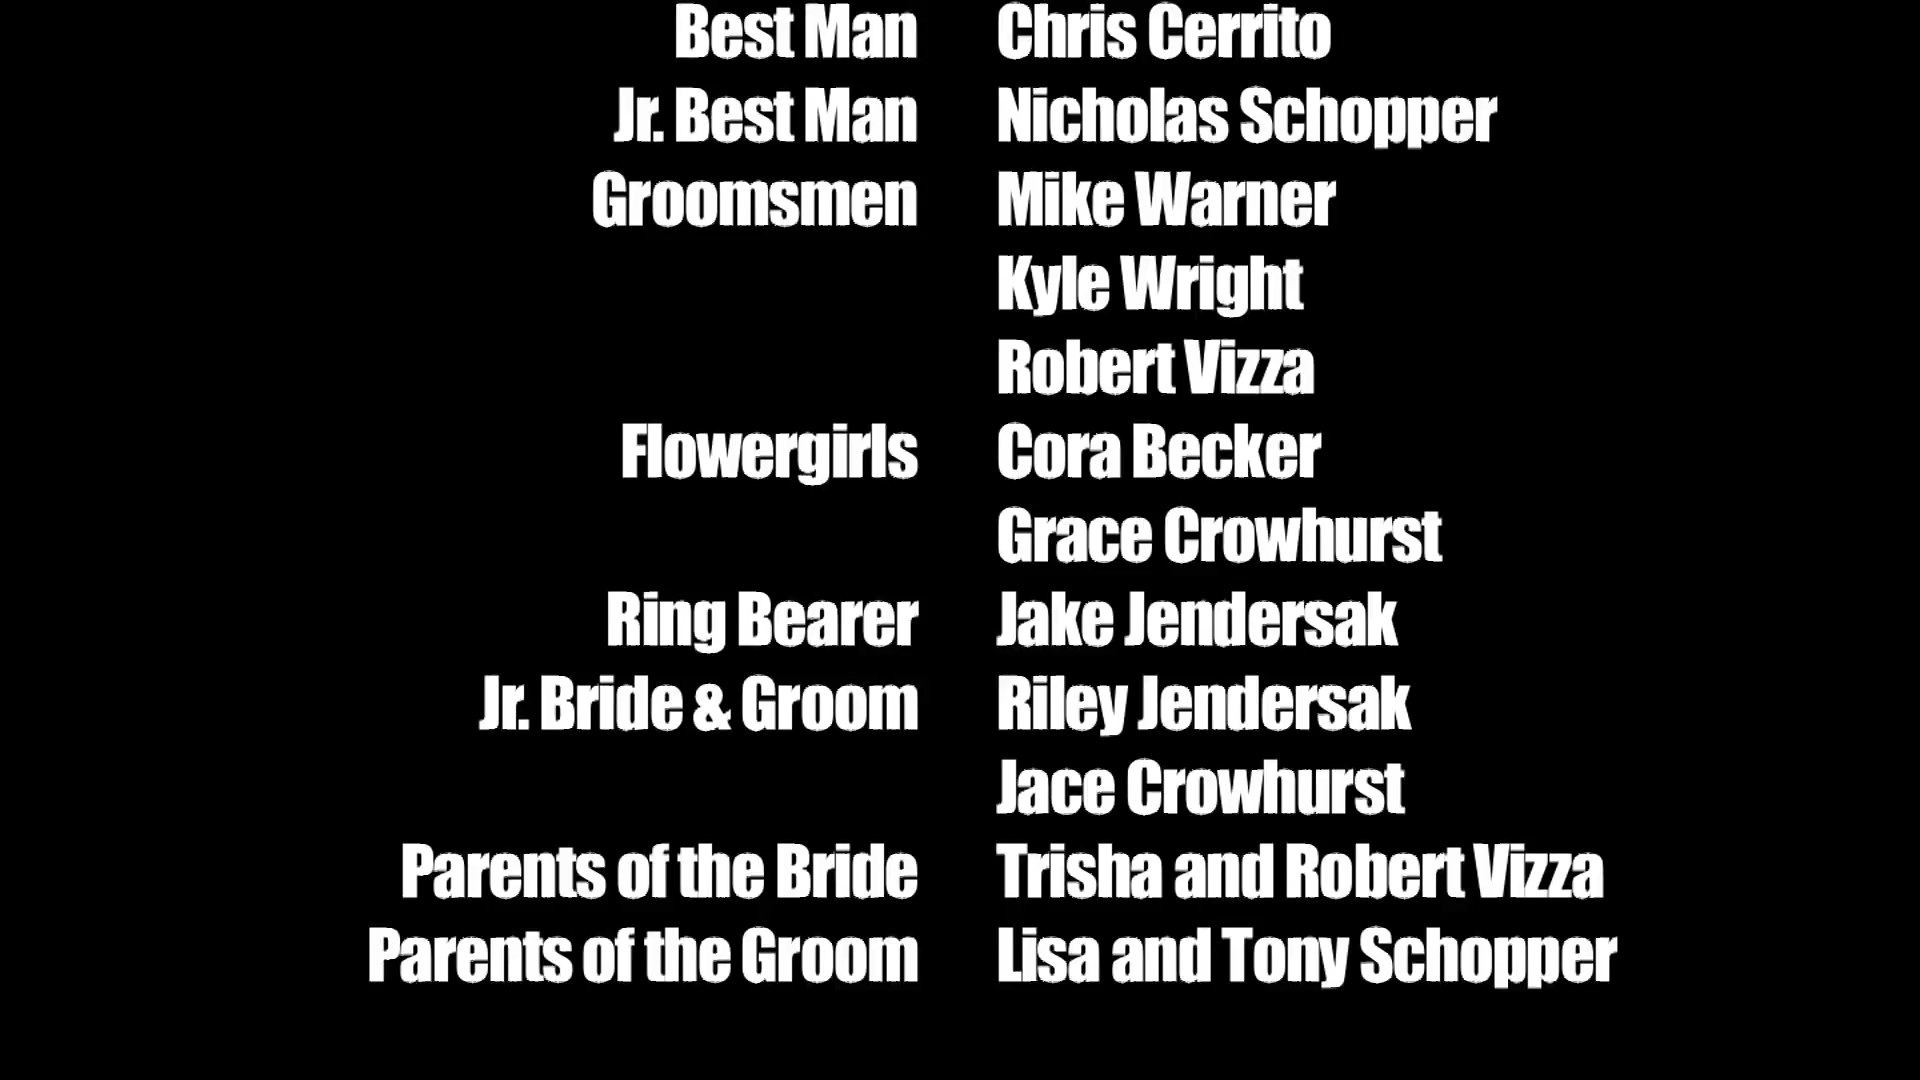 Best Man Chris Cerrito
Jr. Best Man Nicholas Schopper
Groomsmen Mike Warner
Kyle Wright
Robert Vizza
Flowergirls Cora Becker
Grace Crowhurst
Ring Bearer Jake Jendersak
Jr. Bride & Groom Riley Jendersak
Jace Crowhurst
Parents of the Bride Trisha and Robert Vizza
Parents of the Groom Lisa and Tony Schopper